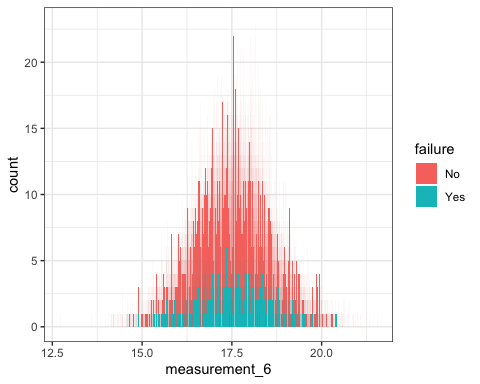 20
15
10
5
0
12.5 15.0 17.5 20.0
measurement_6
count
failure
No
Yes